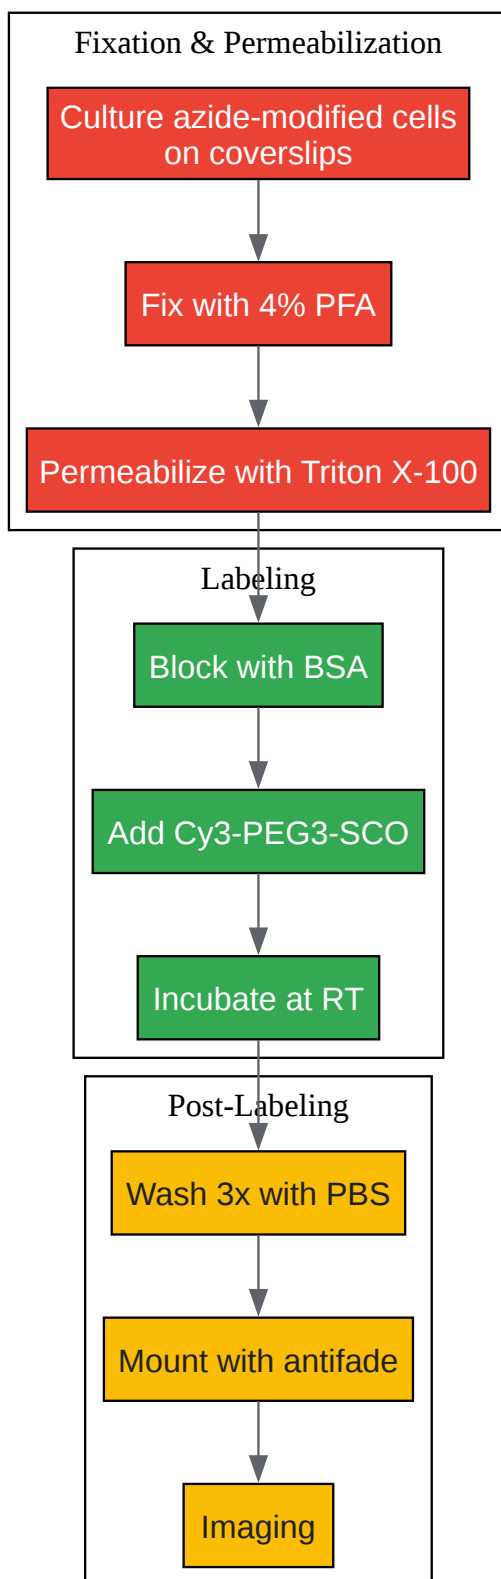 Fixation & Permeabilization
Culture azide-modified cells
on coverslips
Fix with 4% PFA
Permeabilize with Triton X-100
Labeling
Block with BSA
Add Cy3-PEG3-SCO
Incubate at RT
Post-Labeling
Wash 3x with PBS
Mount with antifade
Imaging